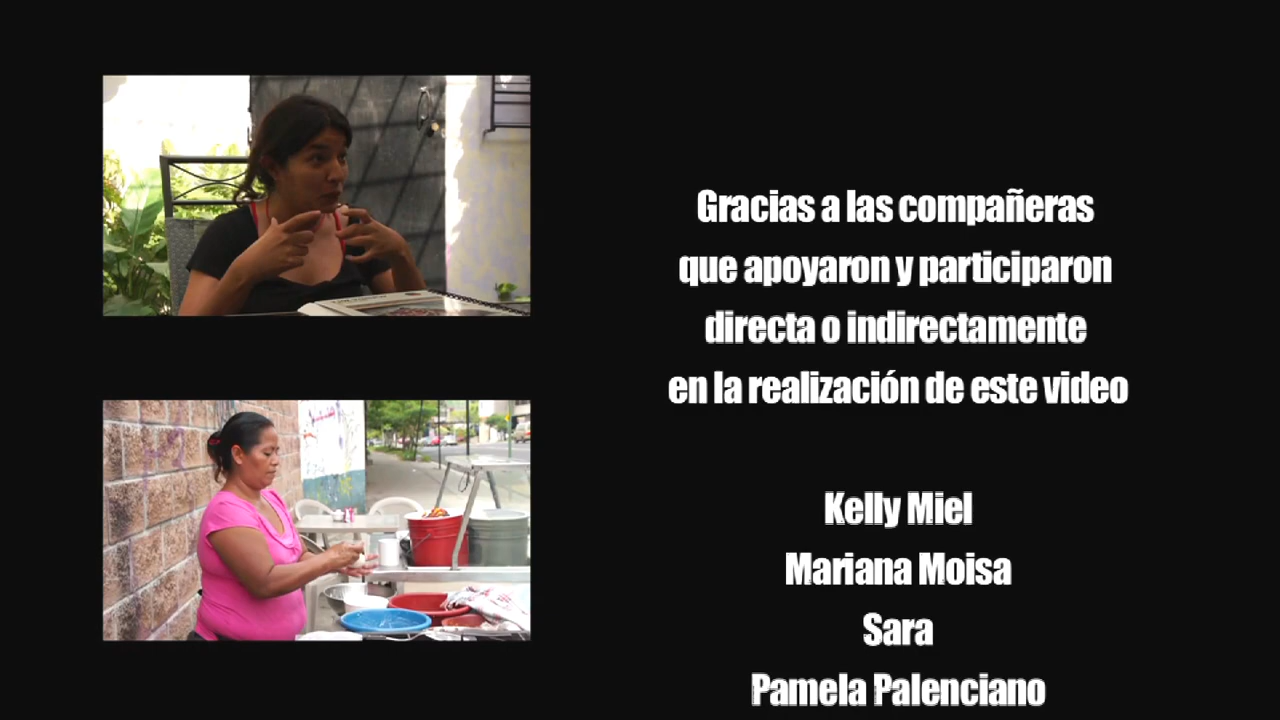 Gracias a las compañeras
que apoyaron y participaron
directa o indirectamente
en la realización de este video
Kelly Miel
Mariana Moisa
Sara
Pamela Palenciano